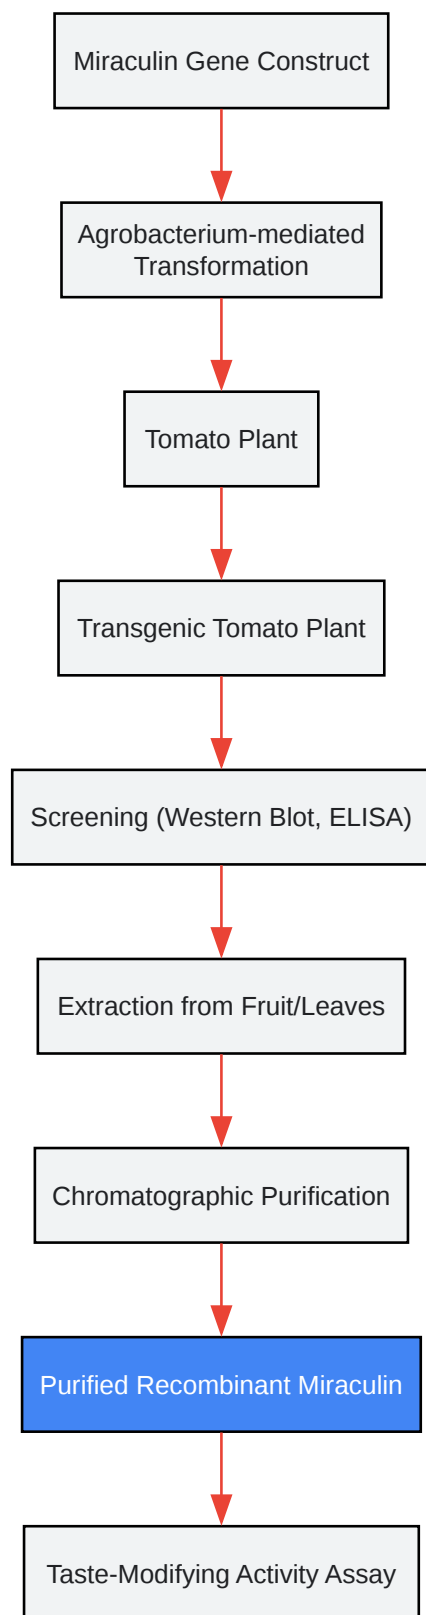 Miraculin Gene Construct
Agrobacterium-mediated
Transformation
Tomato Plant
Transgenic Tomato Plant
Screening (Western Blot, ELISA)
Extraction from Fruit/Leaves
Chromatographic Purification
Purified Recombinant Miraculin
Taste-Modifying Activity Assay